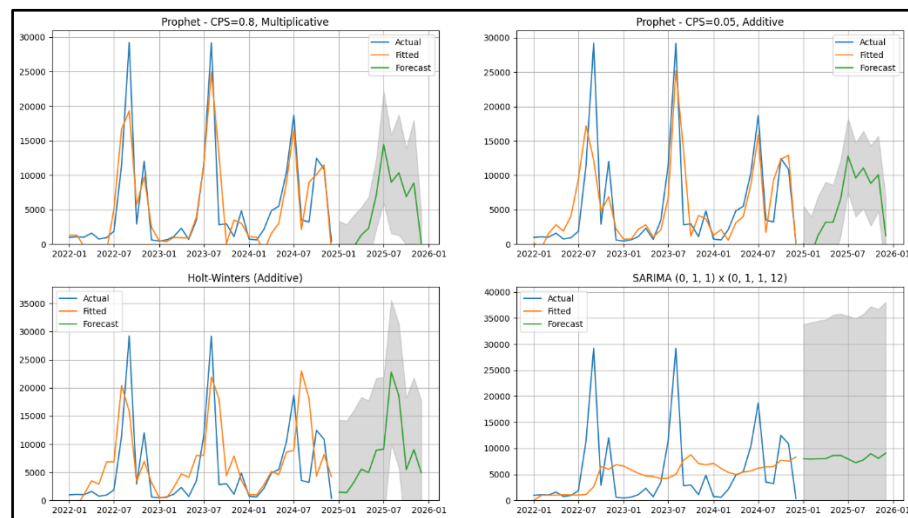 Prophet - CPS=0.8, Multiplicative
30000
25000
20000
15000
10000
5000
0
Actual
Fitted
Forecast
2022-01 2022-07 2023-01 2023-07 2024-01 2024-07 2025-01 2025-07 2026-01
Prophet - CPS=0.05, Additive
30000
25000
20000
15000
10000
5000
0
Actual
Fitted
Forecast
2022-01 2022-07 2023-01 2023-07 2024-01 2024-07 2025-01 2025-07 2026-01
Holt-Winters (Additive)
35000
30000
25000
20000
15000
10000
5000
0
Actual
Fitted
Forecast
2022-01 2022-07 2023-01 2023-07 2024-01 2024-07 2025-01 2025-07 2026-01
SARIMA (0, 1, 1) x (0, 1, 1, 12)
40000
35000
30000
25000
20000
15000
10000
5000
0
Actual
Fitted
Forecast
2022-01 2022-07 2023-01 2023-07 2024-01 2024-07 2025-01 2025-07 2026-01